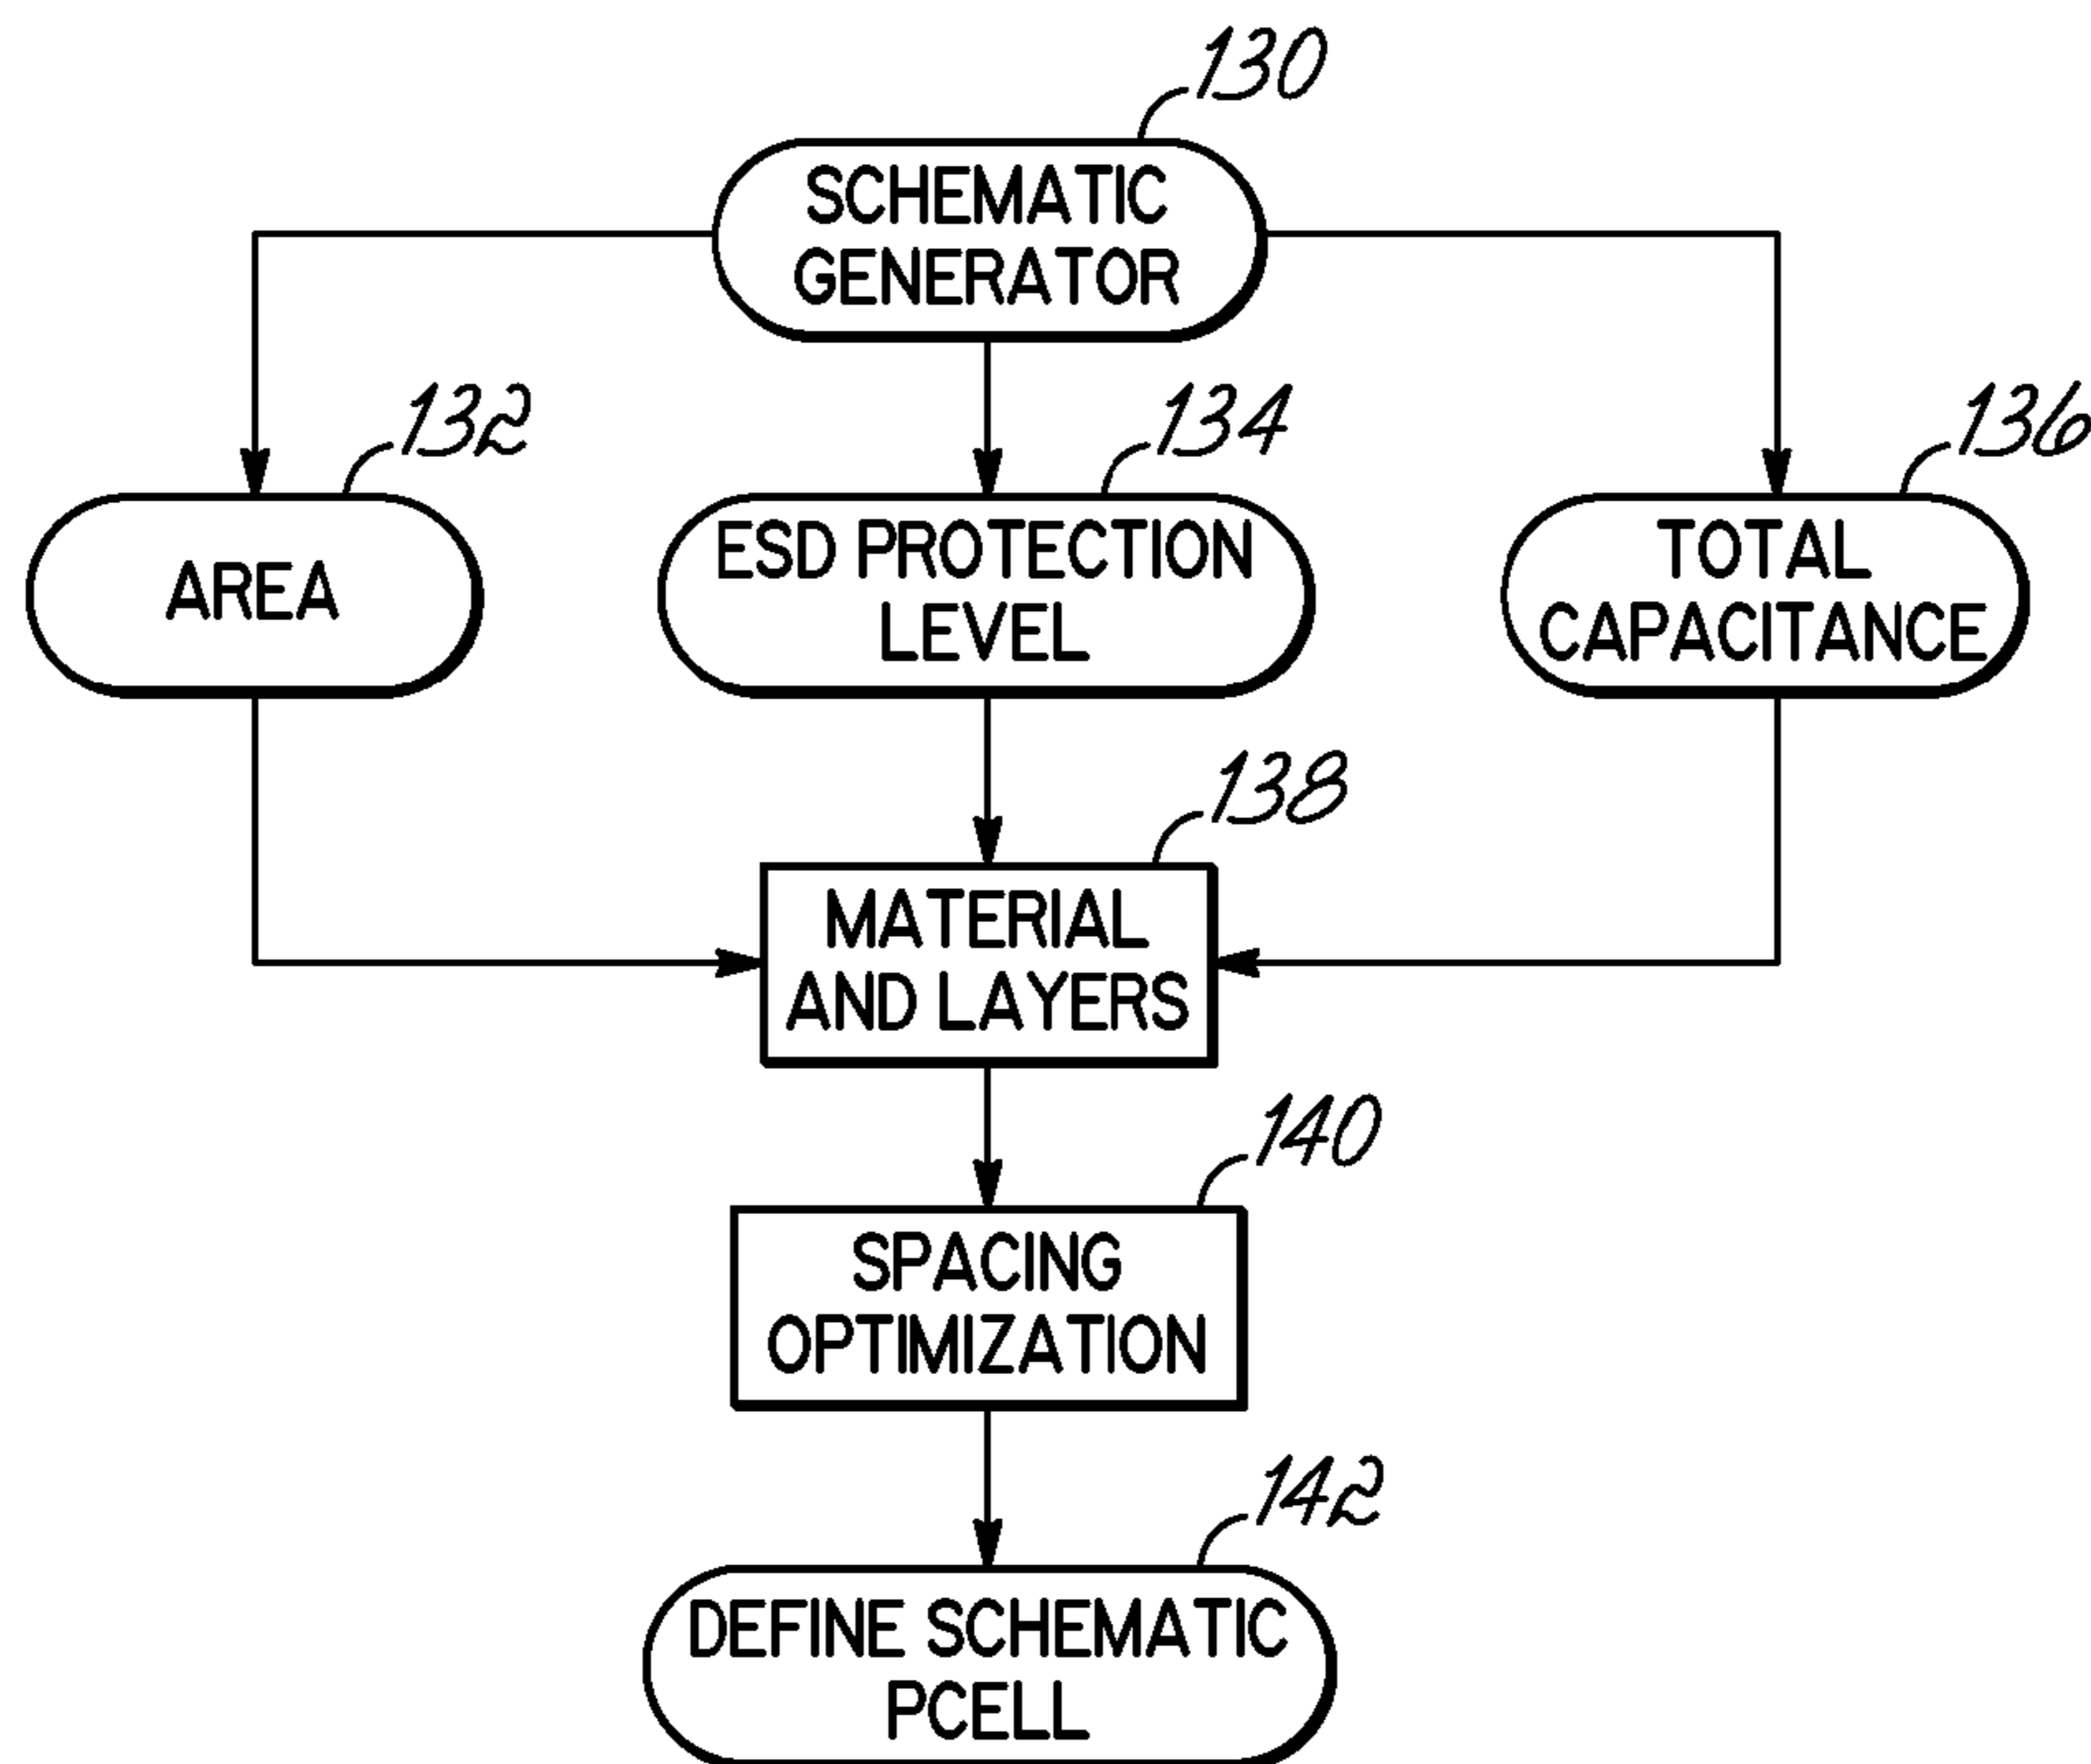 130
SCHEMATIC
GENERATOR
132
134
136
AREA
ESD PROTECTION
LEVEL
TOTAL
CAPACITANCE
138
MATERIAL
AND LAYERS
140
SPACING
OPTIMIZATION
142
DEFINE SCHEMATIC
PCELL